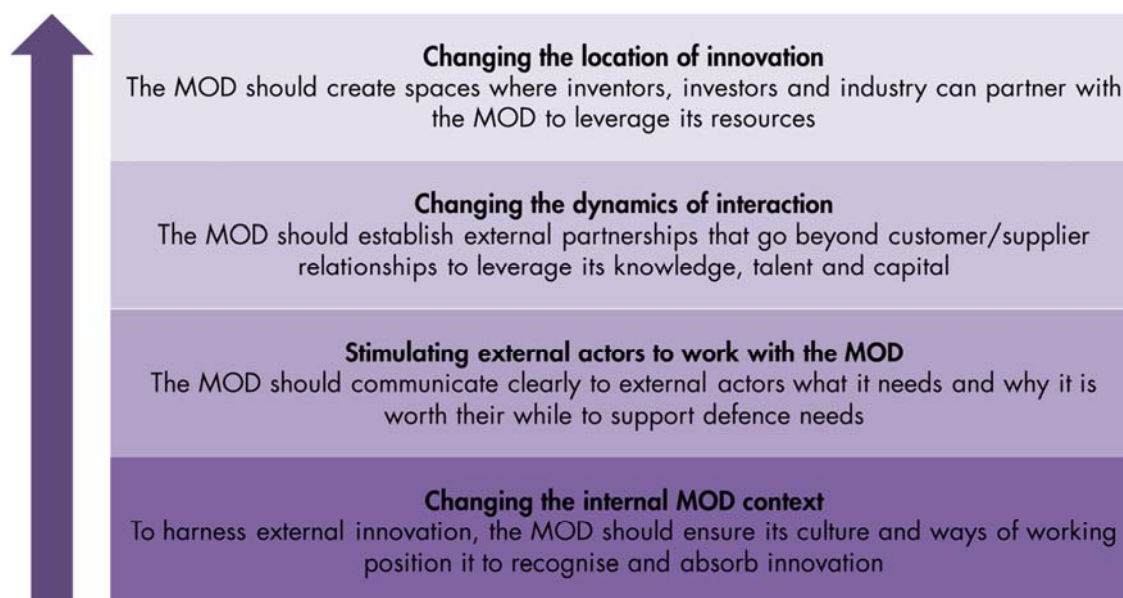 Changing the location of innovation
The MOD should create spaces where inventors, investors and industry can partner with
the MOD to leverage its resources
Changing the dynamics of interaction
The MOD should establish external partnerships that go beyond customer/supplier
relationships to leverage its knowledge, talent and capital
Stimulating external actors to work with the MOD
The MOD should communicate clearly to external actors what it needs and why it is
worth their while to support defence needs
Changing the internal MOD context
To harness external innovation, the MOD should ensure its culture and ways of working
position it to recognise and absorb innovation